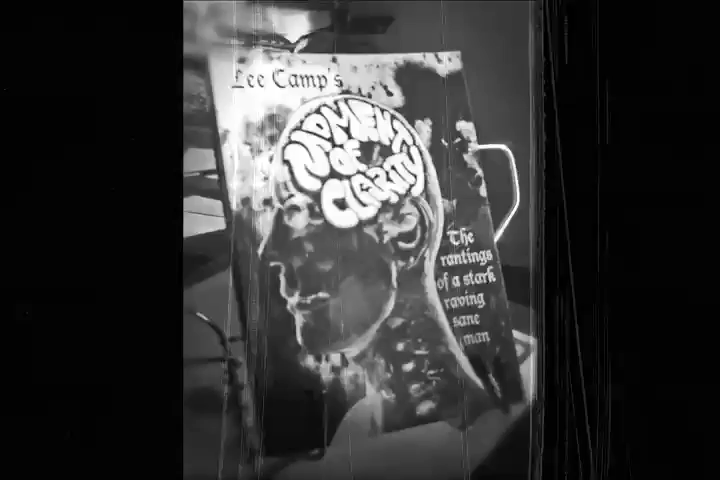 Lee Camp's
MOMENT
OF
CLARITY
The
rantings
of a stark
raving
sane
man